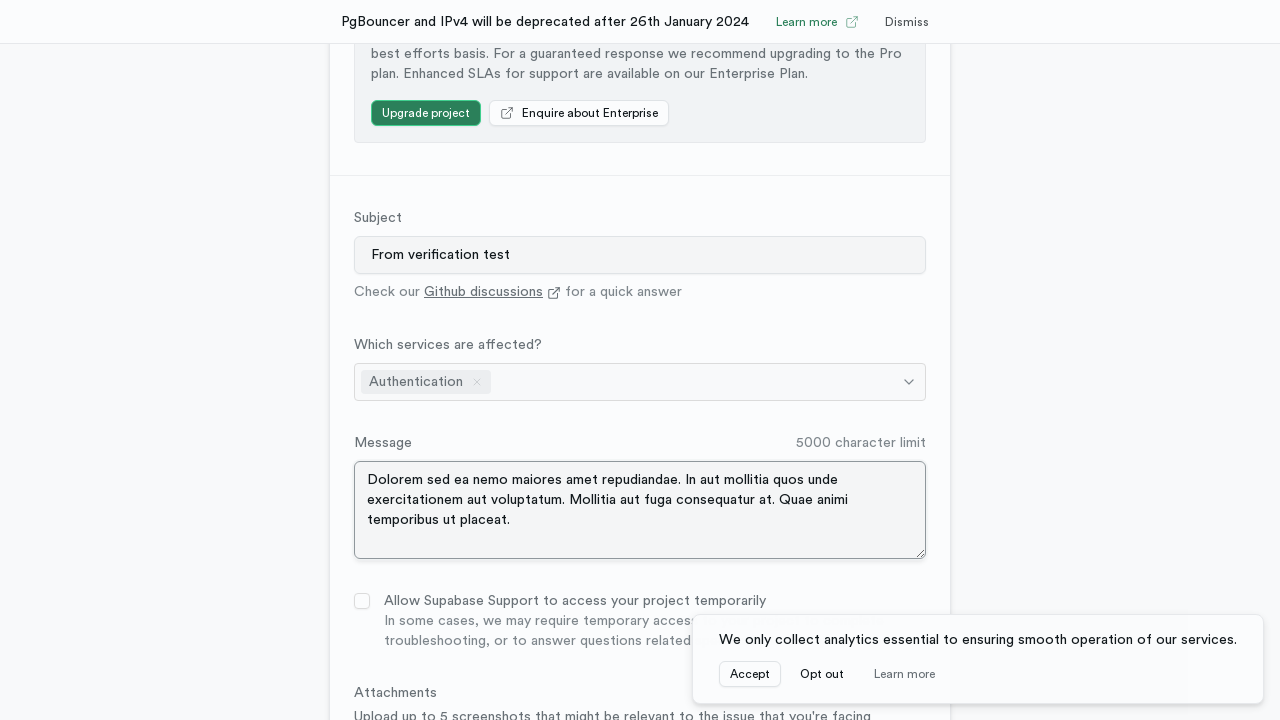 PgBouncer and IPv4 will be deprecated after 26th January 2024
Learn more
Dismiss
best efforts basis. For a guaranteed response we recommend upgrading to the Pro
plan. Enhanced SLAs for support are available on our Enterprise Plan.
Upgrade project
Enquire about Enterprise
Subject
From verification test
Check our Github discussions for a quick answer
Which services are affected?
Authentication
Message
5000 character limit
Dolorem sed ea nemo maiores amet repudiandae. In aut mollitia quos unde
exercitationem aut voluptatum. Mollitia aut fuga consequatur at. Quae animi
temporibus ut placeat.
Allow Supabase Support to access your project temporarily
In some cases, we may require temporary access
troubleshooting, or to answer questions related
We only collect analytics essential to ensuring smooth operation of our services.
Accept
Opt out
Learn more
Attachments
Upload up to 5 screenshots that might be relevant to the issue that you're facing